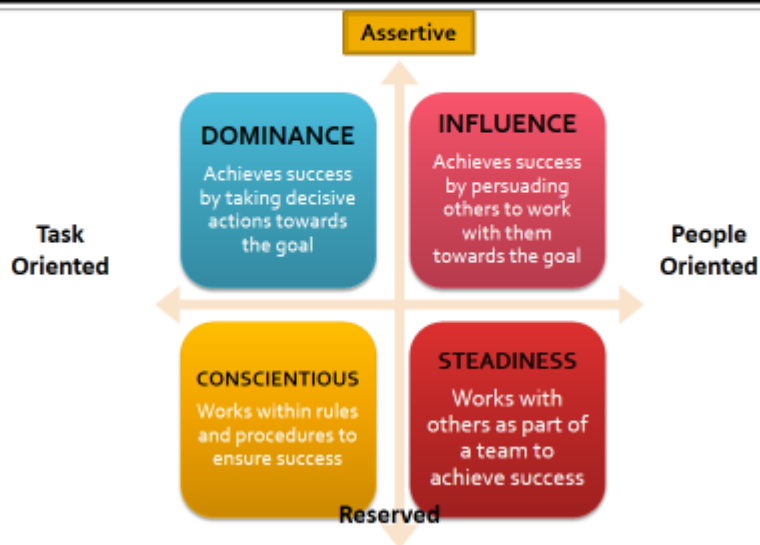 Assertive
DOMINANCE
Achieves success
by taking decisive
actions towards
the goal
INFLUENCE
Achieves success
by persuading
others to work
with them
towards the goal
Task
Oriented
People
Oriented
CONSCIENTIOUS
Works within rules
and procedures to
ensure success
STEADINESS
Works with
others as part of
a team to
achieve success
Reserved